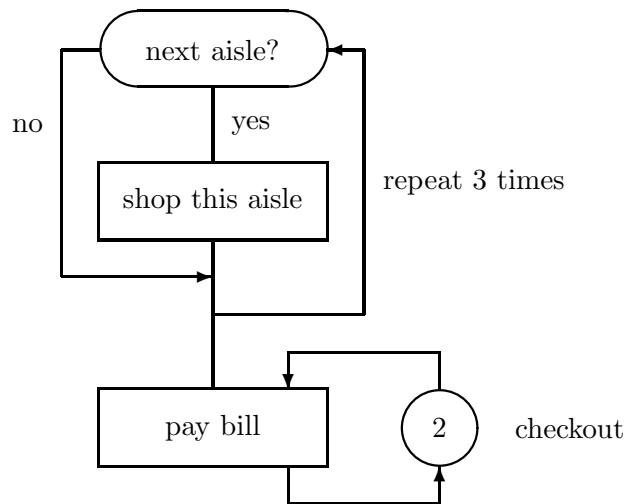 next aisle?
no
yes
repeat 3 times
shop this aisle
pay bill
2
checkout